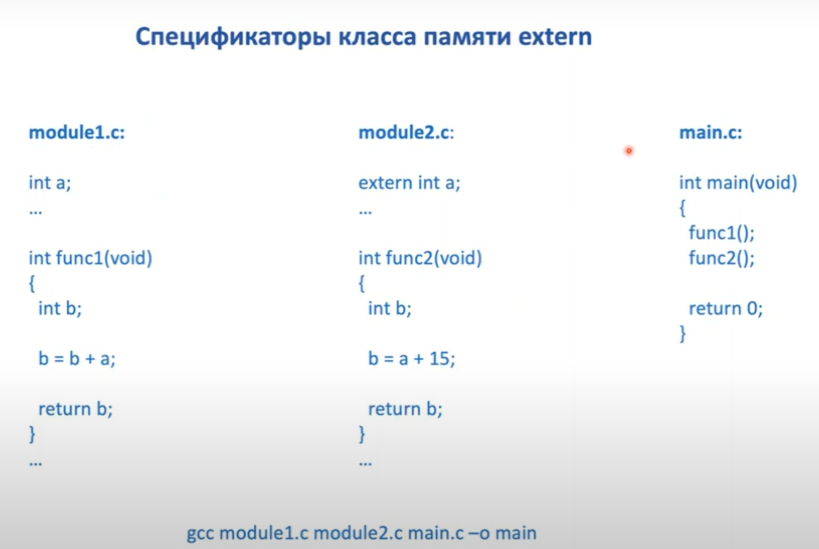 Спецификаторы класса памяти extern
module1.c:
int a;
...
int func1(void)
{
int b;
b = b + a;
return b;
}
...
module2.c:
extern int a;
...
int func2(void)
{
int b;
b = a + 15;
return b;
}
...
main.c:
int main(void)
{
func1();
func2();
return 0;
}
gcc module1.c module2.c main.c –o main